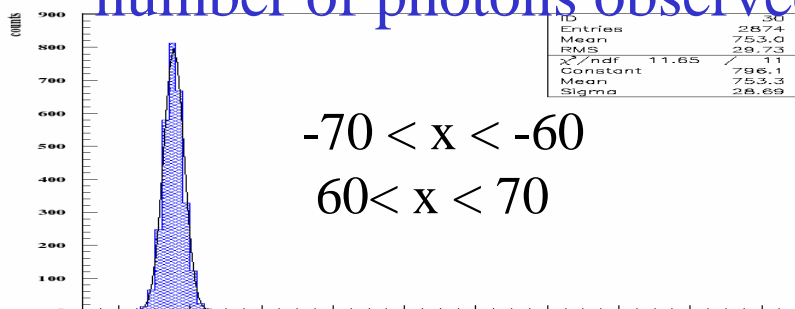 number of photons observe
counts
ID 30
Entries 2874
Mean 753.0
RMS 29.73
χ²/ndf 11.65 / 11
Constant 796.1
Mean 753.3
Sigma 28.69
900
800
700
600
500
400
300
200
100
-70 < x < -60
60< x < 70